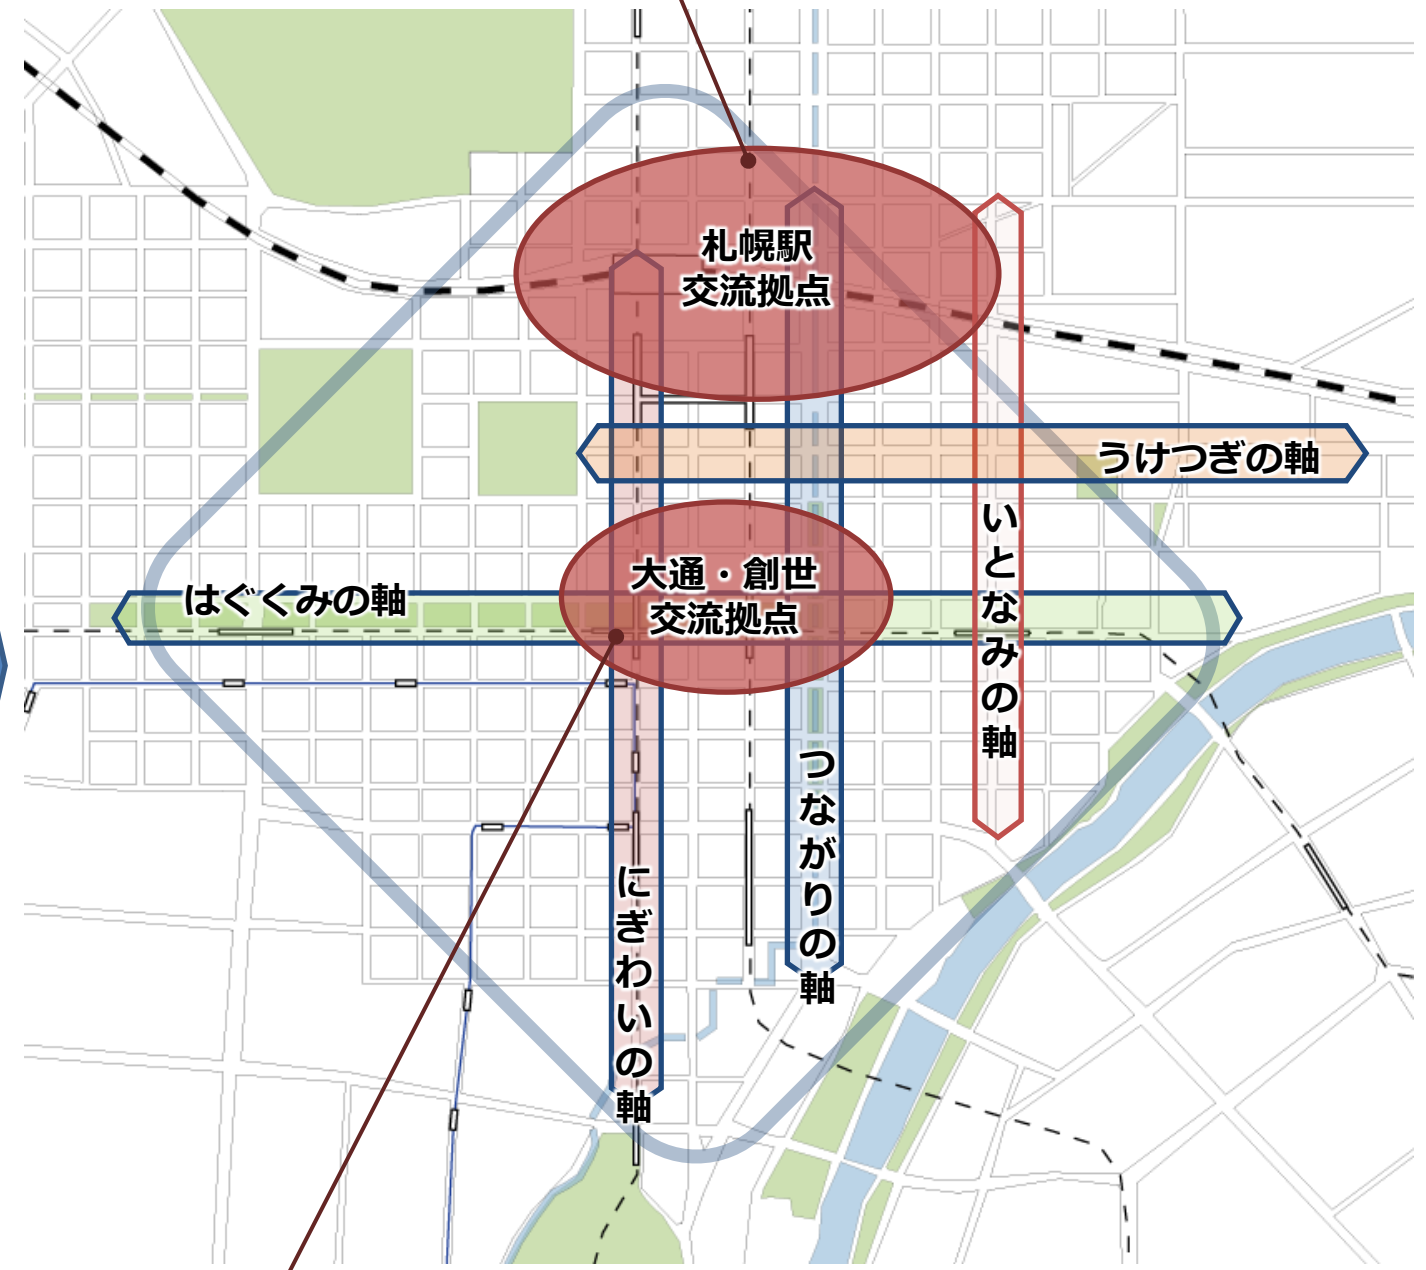 札幌駅
交流拠点
うけつぎの軸
いとなみの軸
大通・創世
交流拠点
はぐくみの軸
つながりの軸
にぎわいの軸